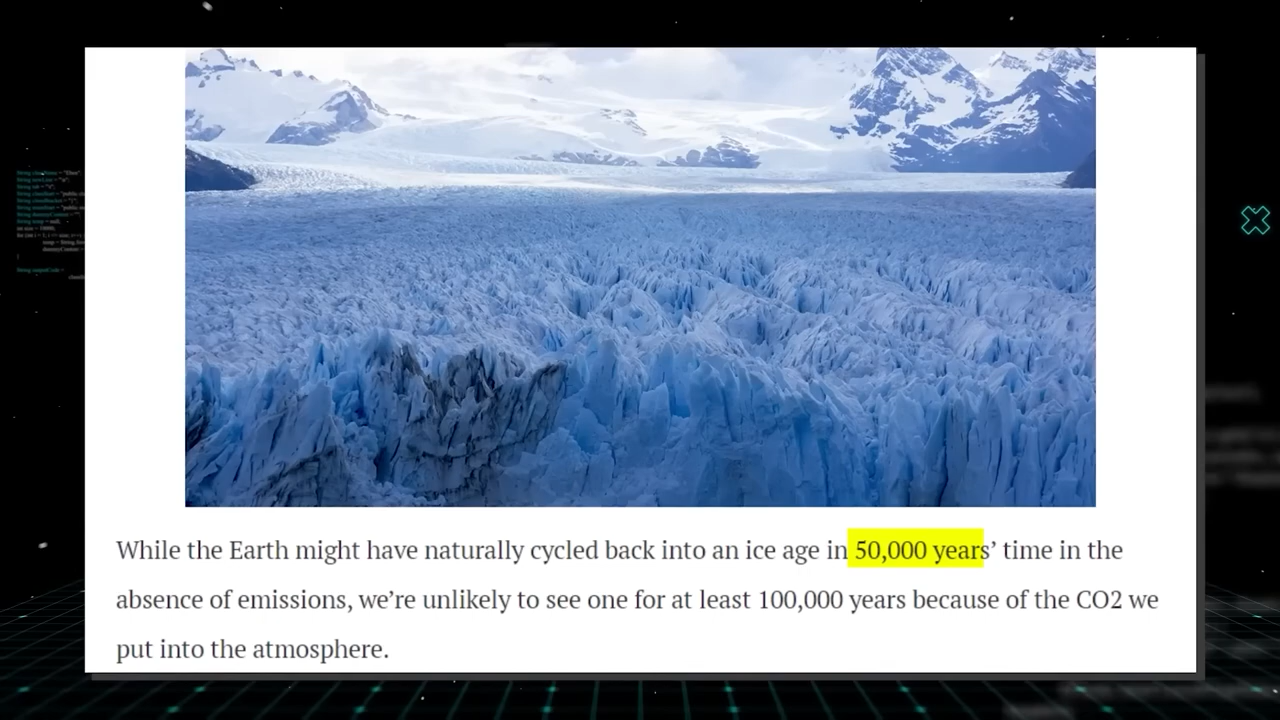 While the Earth might have naturally cycled back into an ice age in 50,000 years’ time in the
absence of emissions, we’re unlikely to see one for at least 100,000 years because of the CO2 we
put into the atmosphere.